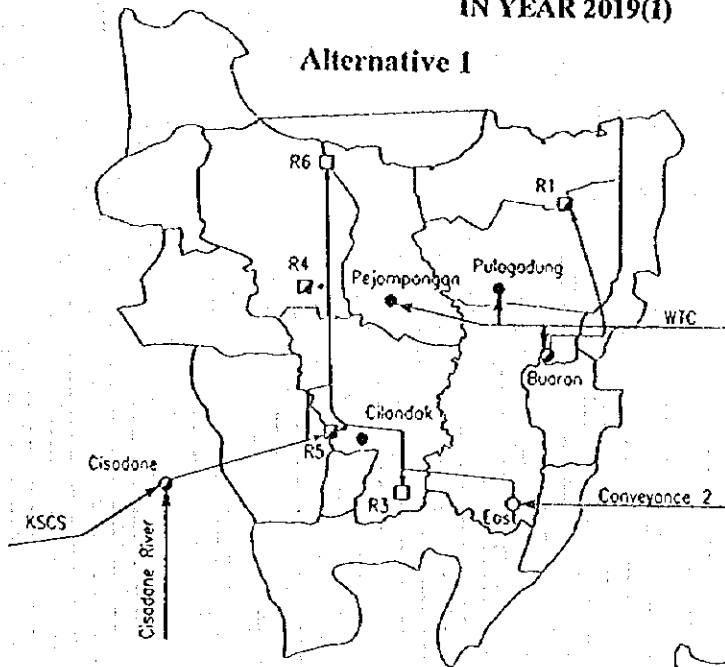 IN YEAR 2019(1)
Alternative 1
R6
R1
R4
Pejompongan
Pulogadung
WTC
Buaran
Cilandak
R5
Cisadane
R3
East
Conveyance 2
KSCS
Cisadane River